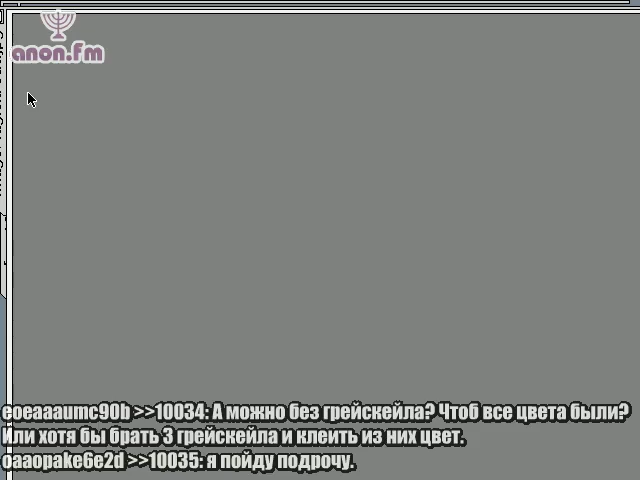 anon.fm
eoeaaaumc90b >>10034: А можно без грейскейла? Чтоб все цвета были?
Или хотя бы брать 3 грейскейла и клеить из них цвет.
oaaopake6e2d >>10035: я пойду подрочу.